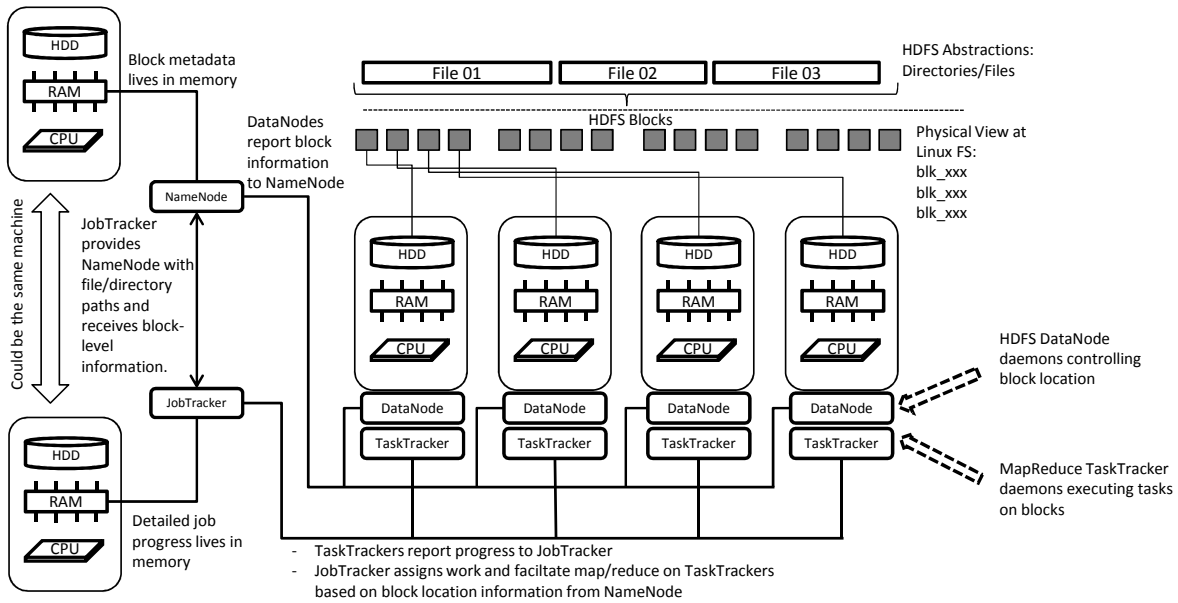 HDD
RAM
CPU
Block metadata
lives in memory
NameNode
DataNodes
report block
information
to NameNode
File 01
File 02
File 03
HDFS Abstractions:
Directories/Files
HDFS Blocks
Physical View at
Linux FS:
blk_xxx
blk_xxx
blk_xxx
Could be the same machine
JobTracker
provides
NameNode with
file/directory
paths and
receives block-
level
information.
JobTracker
HDD
RAM
CPU
Detailed job
progress lives in
memory
HDD
RAM
CPU
DataNode
TaskTracker
HDD
RAM
CPU
DataNode
TaskTracker
HDD
RAM
CPU
DataNode
TaskTracker
HDD
RAM
CPU
DataNode
TaskTracker
HDFS DataNode
daemons controlling
block location
MapReduce TaskTracker
daemons executing tasks
on blocks
- TaskTrackers report progress to JobTracker
- JobTracker assigns work and faciltate map/reduce on TaskTrackers
based on block location information from NameNode